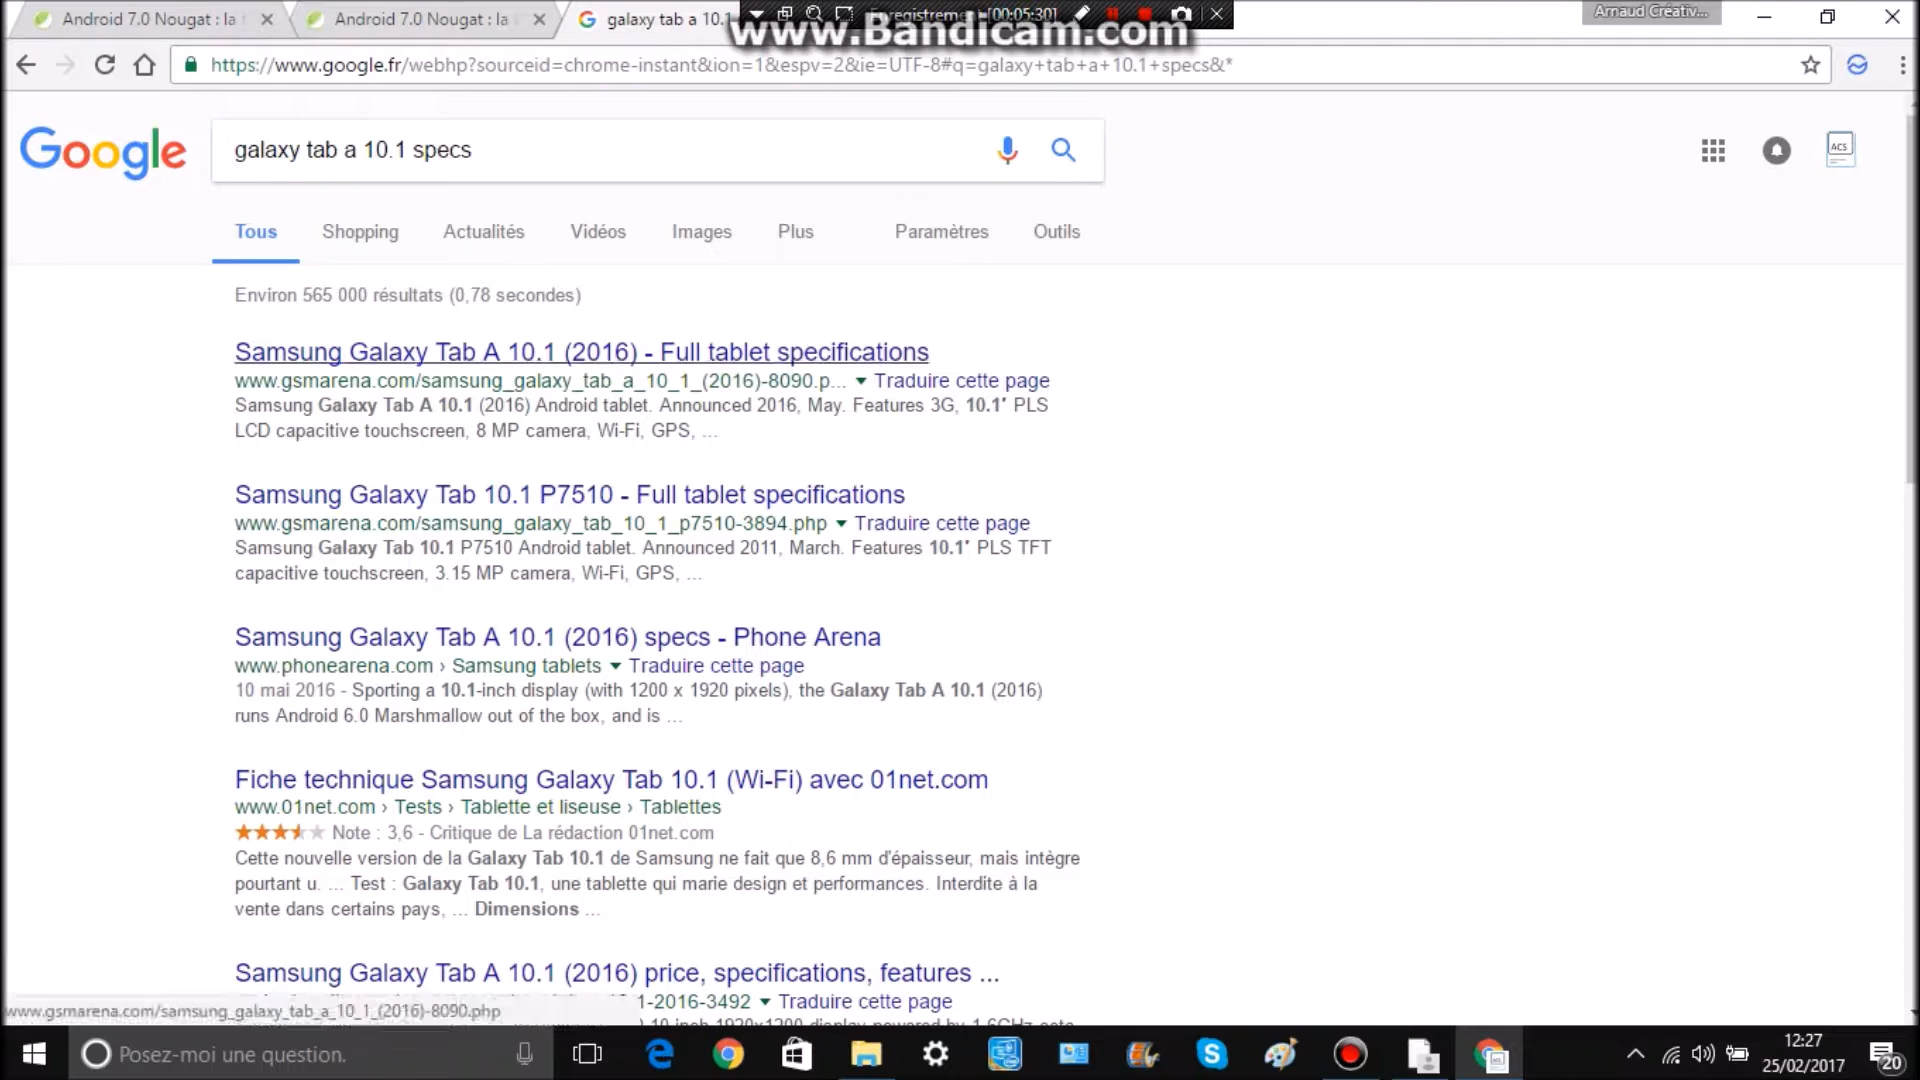 Android 7.0 Nougat : la
Android 7.0 Nougat : la
galaxy tab a 10.1
Enregistrement [00:05:30]
Arnaud Créativ...
www.Bandicam.com
https://www.google.fr/webhp?sourceid=chrome-instant&ion=1&espv=2&ie=UTF-8#q=galaxy+tab+a+10.1+specs&*
Google
galaxy tab a 10.1 specs
ACS
Tous Shopping Actualités Vidéos Images Plus Paramètres Outils
Environ 565 000 résultats (0,78 secondes)
Samsung Galaxy Tab A 10.1 (2016) - Full tablet specifications
www.gsmarena.com/samsung_galaxy_tab_a_10_1_(2016)-8090.p... Traduire cette page
Samsung Galaxy Tab A 10.1 (2016) Android tablet. Announced 2016, May. Features 3G, 10.1″ PLS
LCD capacitive touchscreen, 8 MP camera, Wi-Fi, GPS, ...
Samsung Galaxy Tab 10.1 P7510 - Full tablet specifications
www.gsmarena.com/samsung_galaxy_tab_10_1_p7510-3894.php Traduire cette page
Samsung Galaxy Tab 10.1 P7510 Android tablet. Announced 2011, March. Features 10.1″ PLS TFT
capacitive touchscreen, 3.15 MP camera, Wi-Fi, GPS, ...
Samsung Galaxy Tab A 10.1 (2016) specs - Phone Arena
www.phonearena.com › Samsung tablets Traduire cette page
10 mai 2016 - Sporting a 10.1-inch display (with 1200 x 1920 pixels), the Galaxy Tab A 10.1 (2016)
runs Android 6.0 Marshmallow out of the box, and is ...
Fiche technique Samsung Galaxy Tab 10.1 (Wi-Fi) avec 01net.com
www.01net.com › Tests › Tablette et liseuse › Tablettes
Note : 3,6 - Critique de La rédaction 01net.com
Cette nouvelle version de la Galaxy Tab 10.1 de Samsung ne fait que 8,6 mm d'épaisseur, mais intègre
pourtant u. ... Test : Galaxy Tab 10.1, une tablette qui marie design et performances. Interdite à la
vente dans certains pays, ... Dimensions ...
Samsung Galaxy Tab A 10.1 (2016) price, specifications, features ...
1-2016-3492 Traduire cette page
www.gsmarena.com/samsung_galaxy_tab_a_10_1_(2016)-8090.php
Posez-moi une question.
12:27
25/02/2017
20